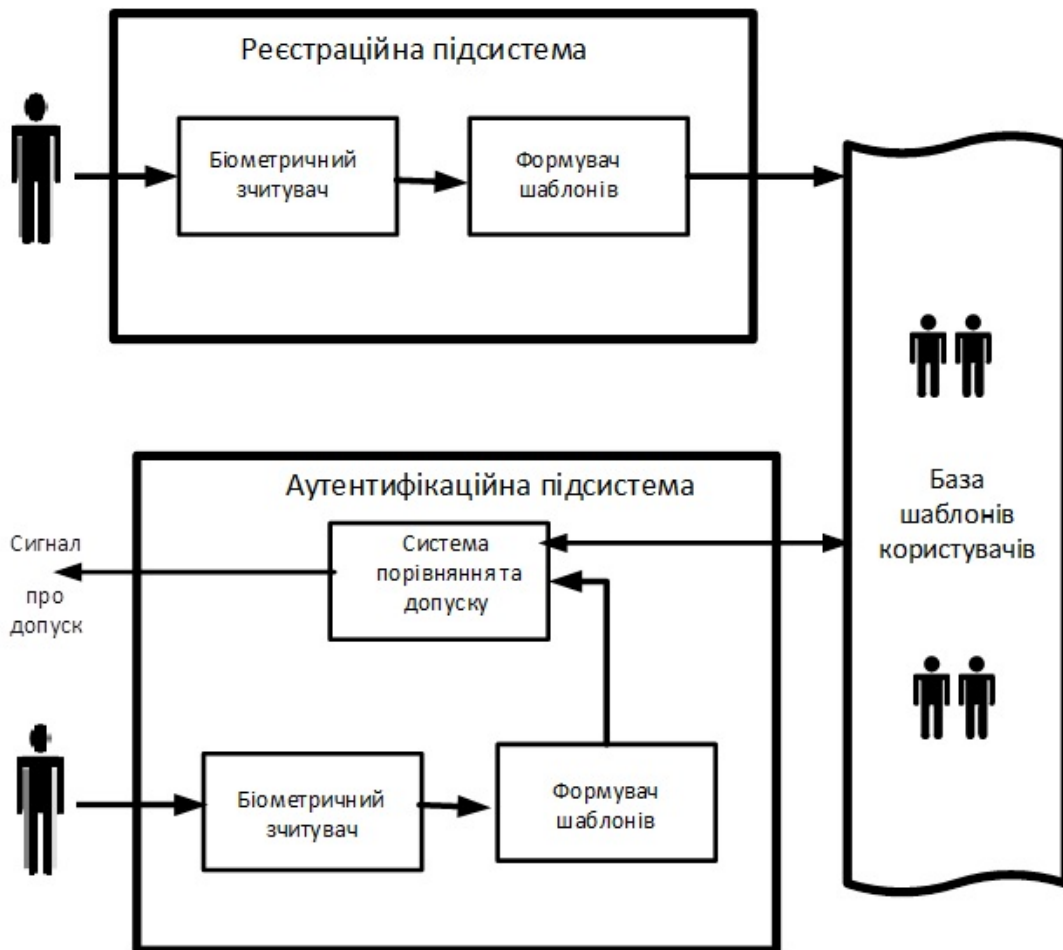 Реєстраційна підсистема
Біометричний
зчитувач
Формувач
шаблонів
База
шаблонів
користувачів
Аутентифікаційна підсистема
Система
порівняння та
допуску
Сигнал
про
допуск
Біометричний
зчитувач
Формувач
шаблонів